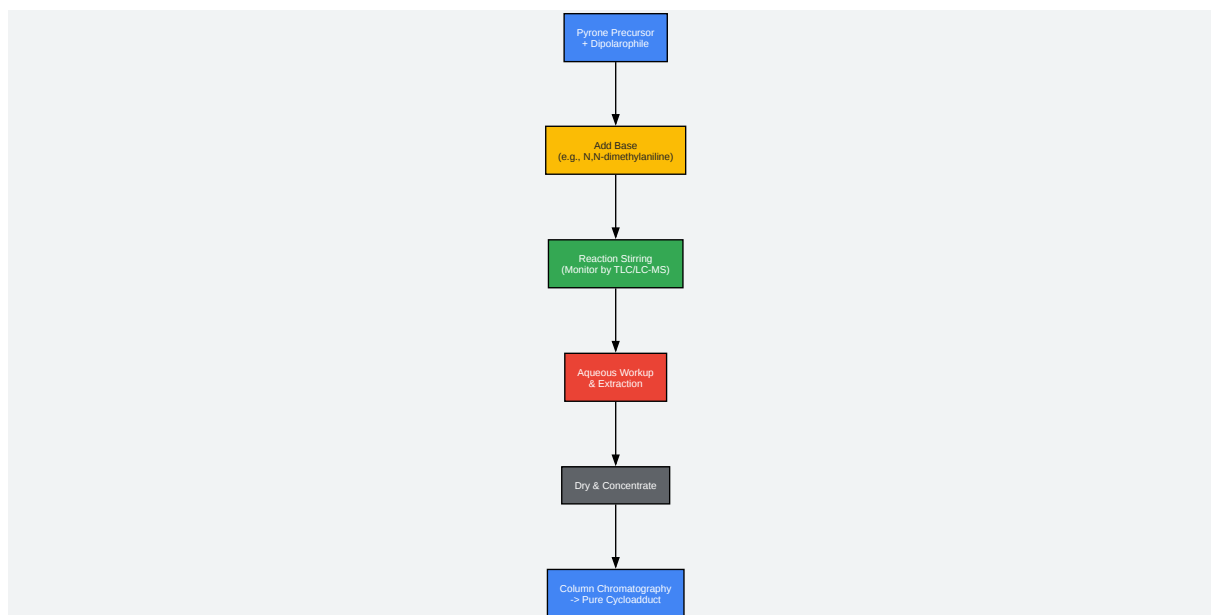 Pyrone Precursor
+ Dipolarophile
Add Base
(e.g., N,N-dimethylaniline)
Reaction Stirring
(Monitor by TLC/LC-MS)
Aqueous Workup
& Extraction
Dry & Concentrate
Column Chromatography
-> Pure Cycloadduct